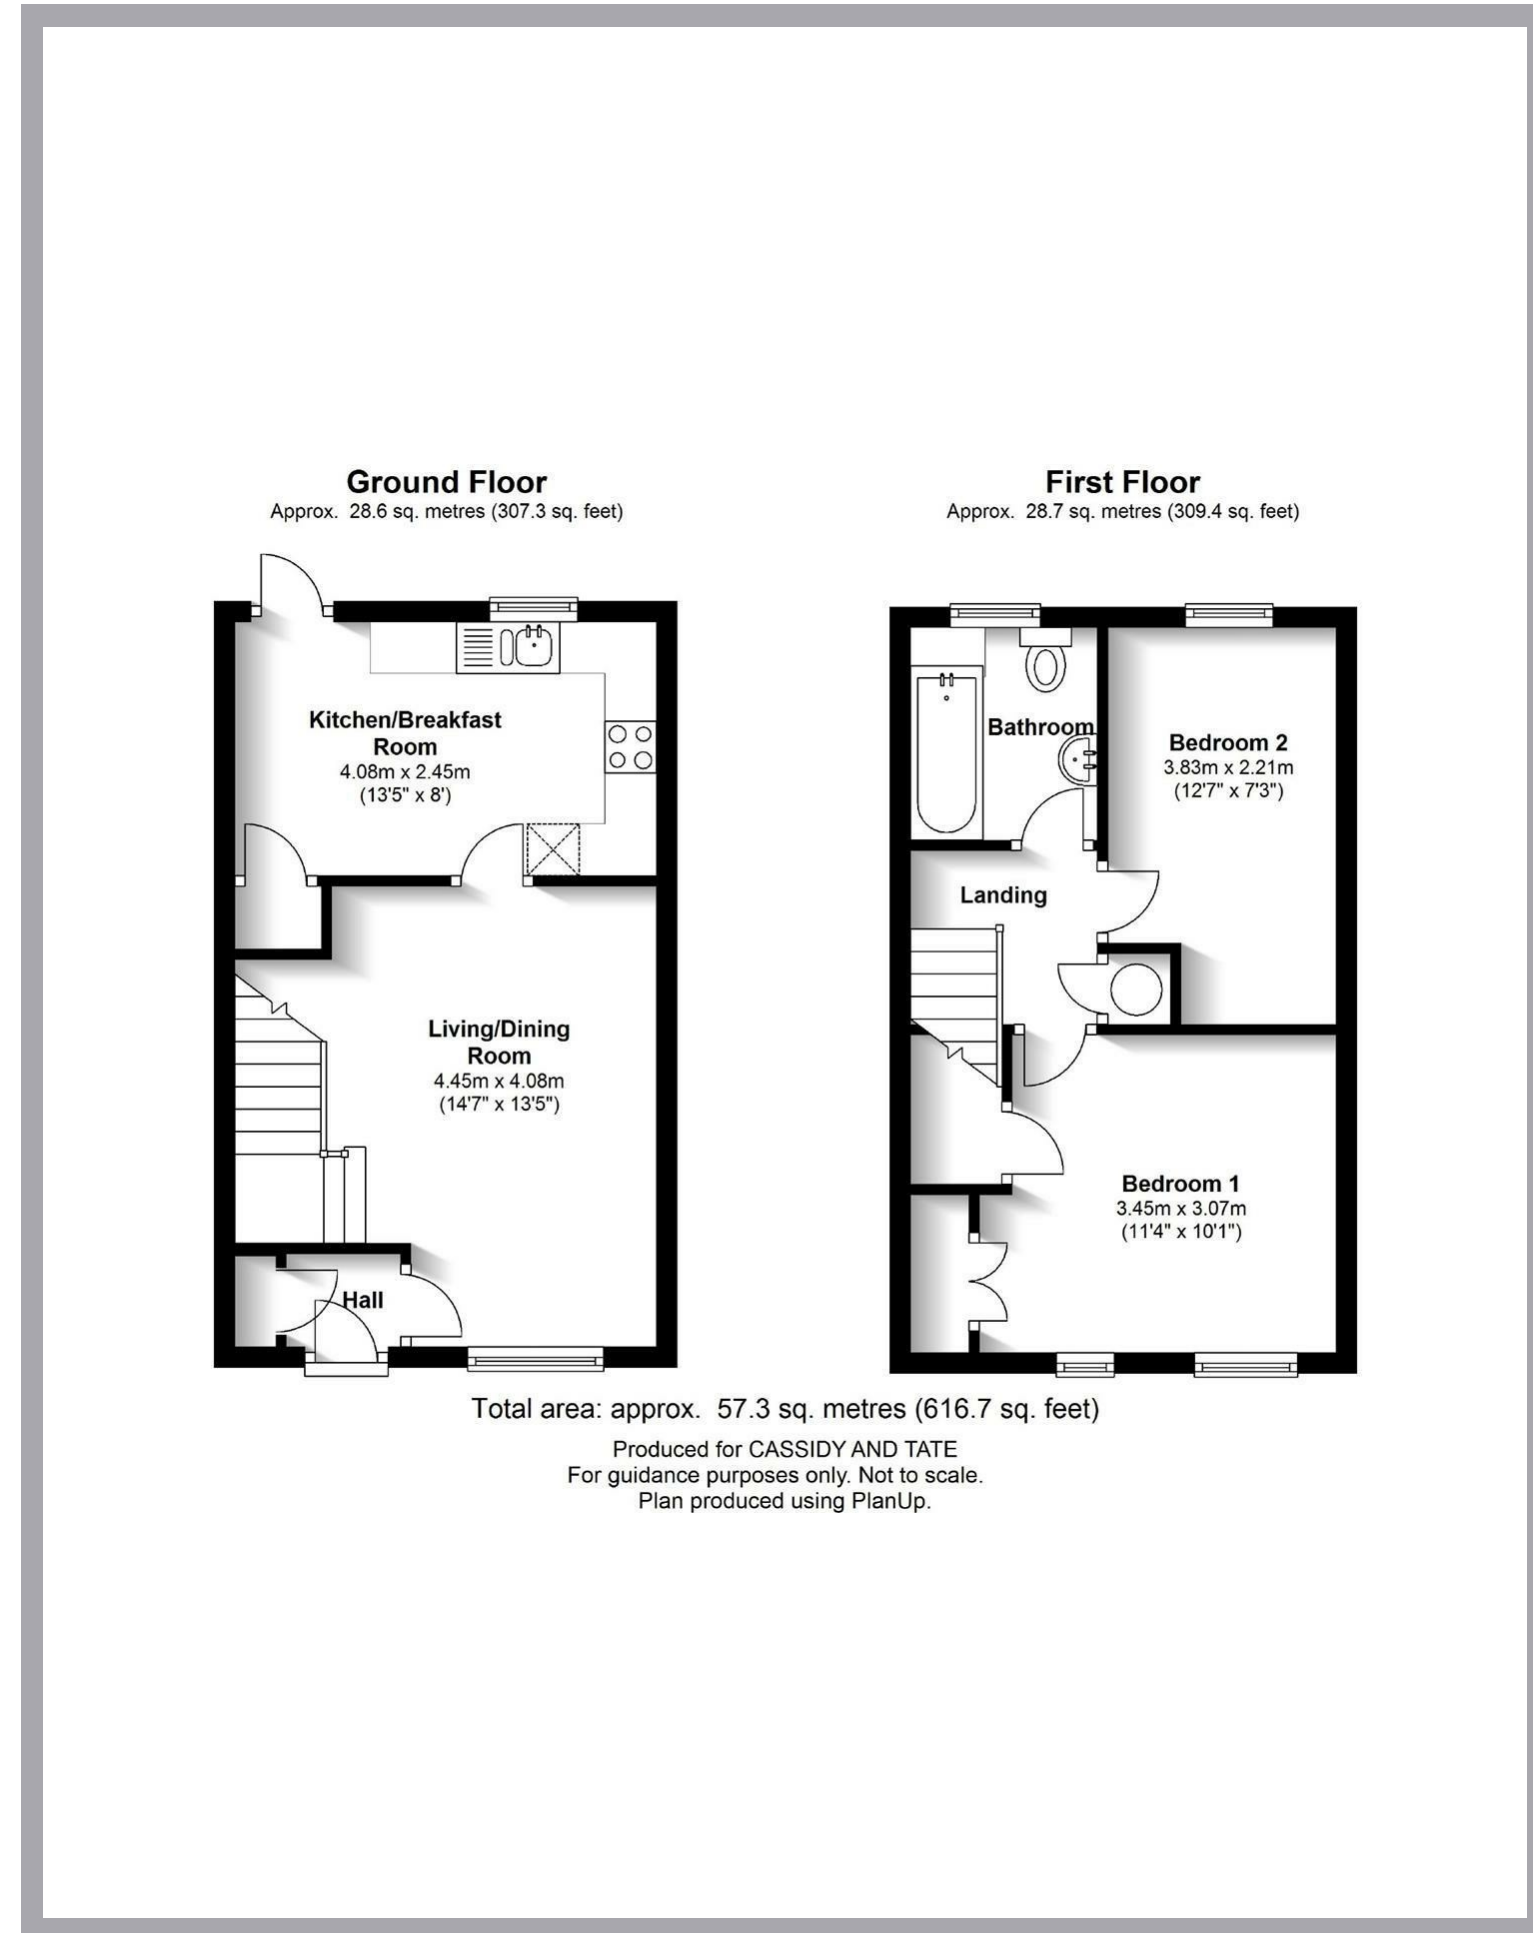 Ground Floor
Approx.  28.6 sq. metres (307.3 sq. feet)
Kitchen/Breakfast
Room
4.08m x 2.45m
(13'5" x 8')
Living/Dining
Room
4.45m x 4.08m
(14'7" x 13'5")
Hall
First Floor
Approx.  28.7 sq. metres (309.4 sq. feet)
Bathroom
Bedroom 2
3.83m x 2.21m
(12'7" x 7'3")
Landing
Bedroom 1
3.45m x 3.07m
(11'4" x 10'1")
Total area: approx.  57.3 sq. metres (616.7 sq. feet)
Produced for CASSIDY AND TATE
For guidance purposes only. Not to scale.
Plan produced using PlanUp.